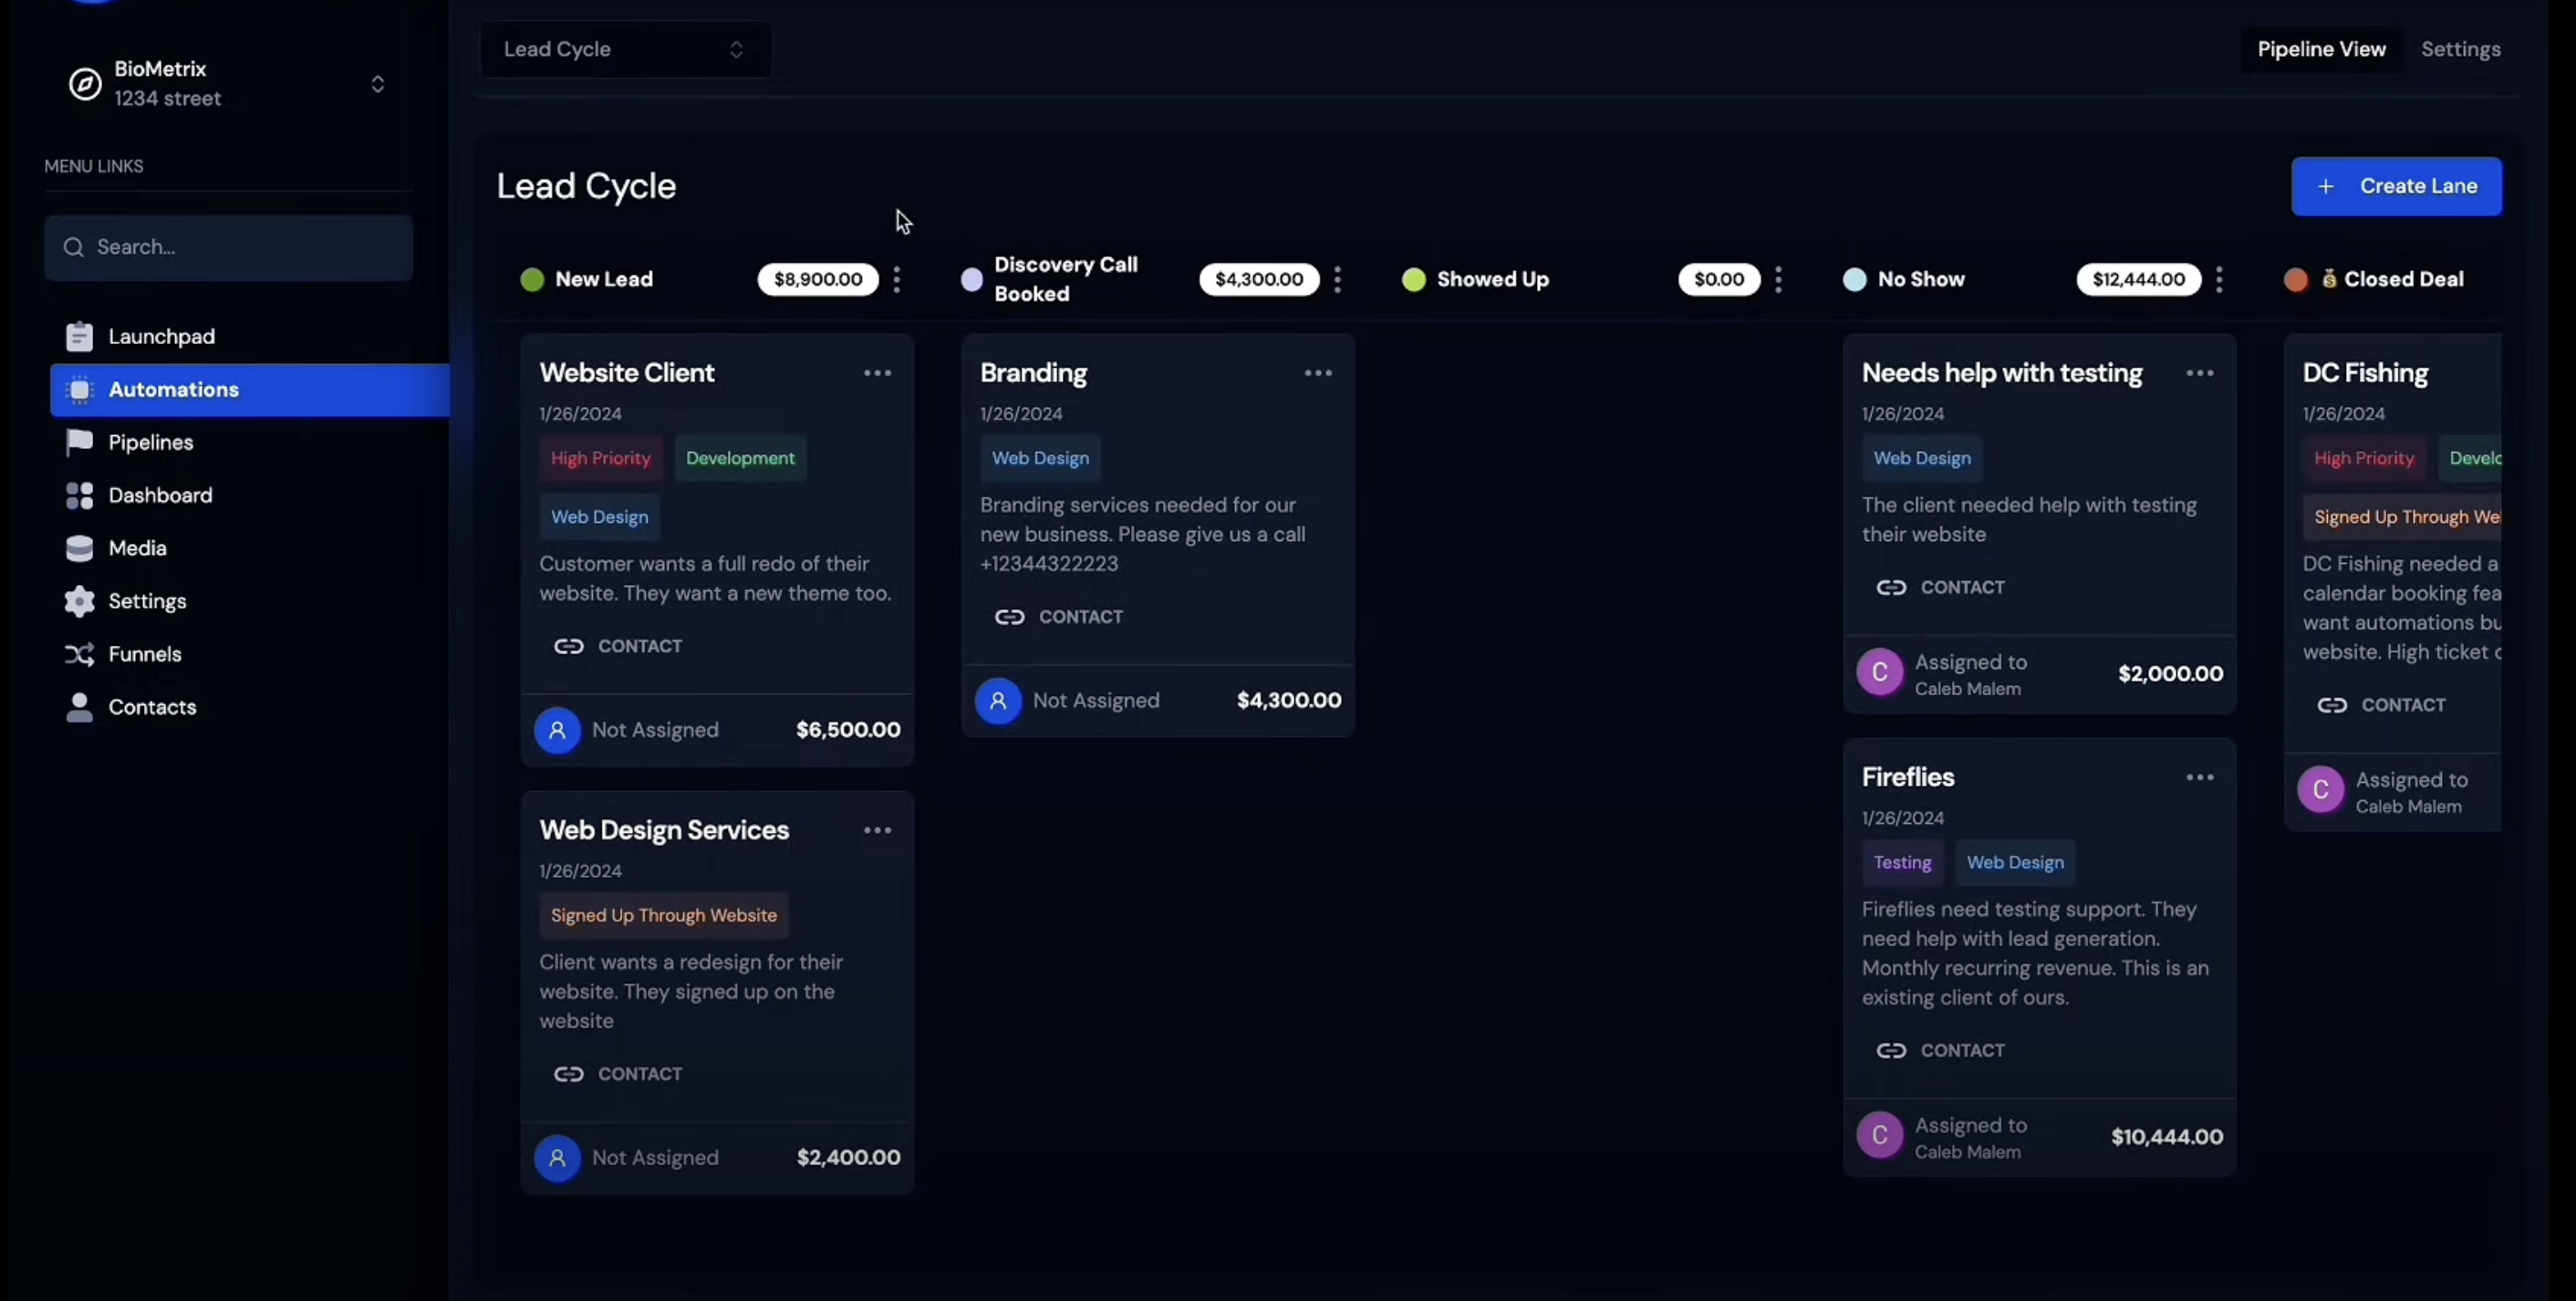 BioMetrix
1234 street
MENU LINKS
Search...
Launchpad
Automations
Pipelines
Dashboard
Media
Settings
Funnels
Contacts
Lead Cycle
Pipeline View
Settings
Lead Cycle
+ Create Lane
New Lead
$8,900.00
Website Client
1/26/2024
High Priority
Development
Web Design
Customer wants a full redo of their
website. They want a new theme too.
CONTACT
Not Assigned
$6,500.00
Web Design Services
1/26/2024
Signed Up Through Website
Client wants a redesign for their
website. They signed up on the
website
CONTACT
Not Assigned
$2,400.00
Discovery Call
Booked
$4,300.00
Branding
1/26/2024
Web Design
Branding services needed for our
new business. Please give us a call
+12344322223
CONTACT
Not Assigned
$4,300.00
Showed Up
$0.00
No Show
$12,444.00
Needs help with testing
1/26/2024
Web Design
The client needed help with testing
their website
CONTACT
Assigned to
Caleb Malem
$2,000.00
Fireflies
1/26/2024
Testing
Web Design
Fireflies need testing support. They
need help with lead generation.
Monthly recurring revenue. This is an
existing client of ours.
CONTACT
Assigned to
Caleb Malem
$10,444.00
💰 Closed Deal
DC Fishing
1/26/2024
High Priority
Signed Up Through
DC Fishing needed a
calendar booking
want automations
website. High ticket
CONTACT
Assigned to
Caleb Malem
C
C
C